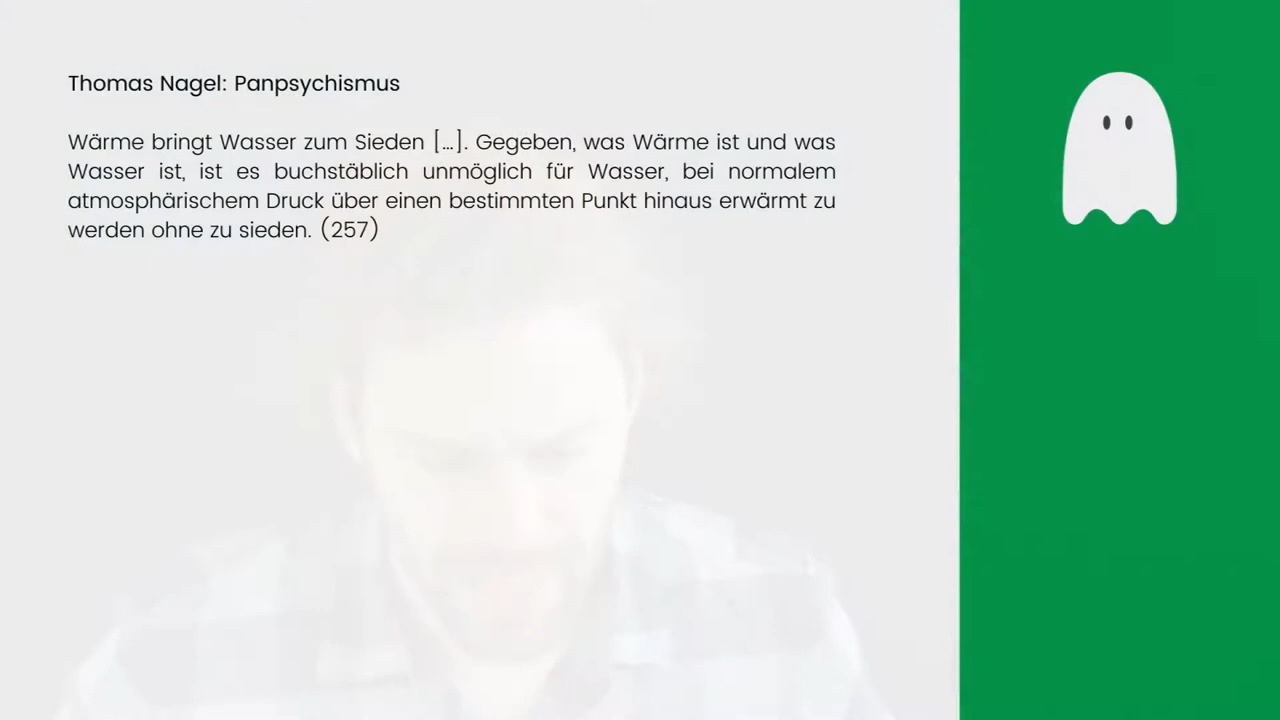 Thomas Nagel: Panpsychismus
Wärme bringt Wasser zum Sieden [...]. Gegeben, was Wärme ist und was
Wasser ist, ist es buchstäblich unmöglich für Wasser, bei normalem
atmosphärischem Druck über einen bestimmten Punkt hinaus erwärmt zu
werden ohne zu sieden. (257)